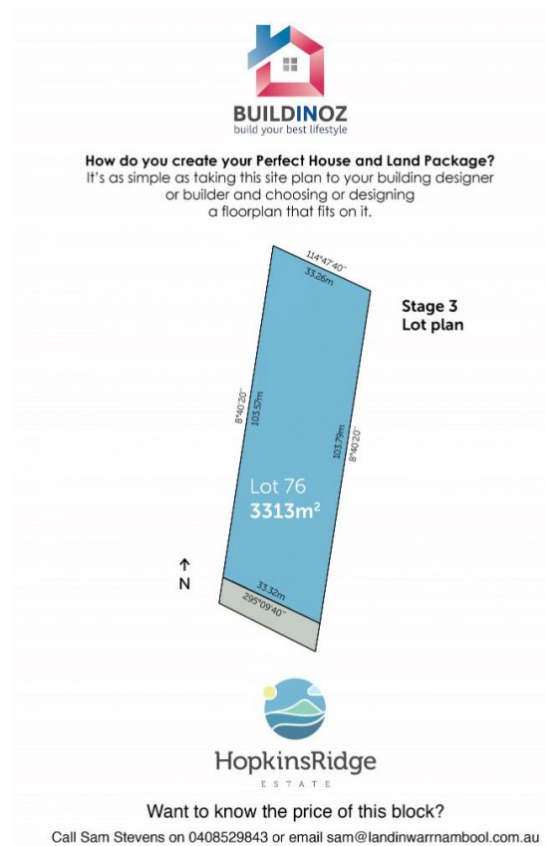 BUILDINOZ
build your best lifestyle
How do you create your Perfect House and Land Package?
It's as simple as taking this site plan to your building designer
or builder and choosing or designing
a floorplan that fits on it.
114°47'40"
33.26m
Stage 3
Lot plan
8°40'20"
103.57m
103.79m
8°40'20"
Lot 76
3313m²
N
33.32m
295°09'40"
HopkinsRidge
ESTATE
Want to know the price of this block?
Call Sam Stevens on 0408529843 or email sam@landinwarrnambool.com.au